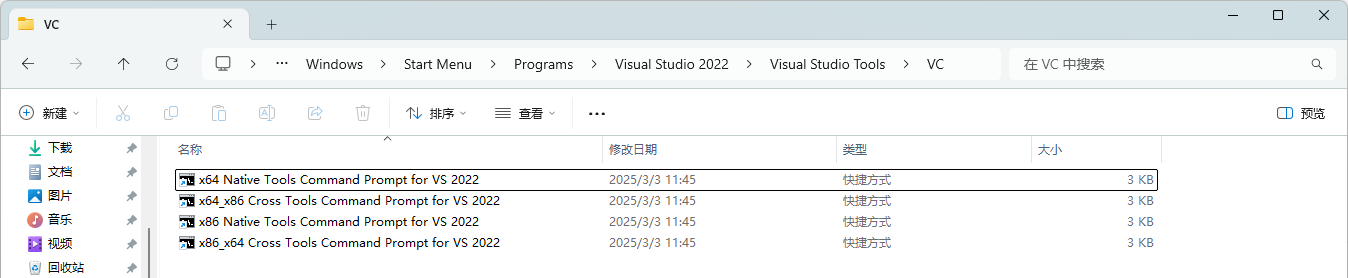 VC
Windows Start Menu Programs Visual Studio 2022 Visual Studio Tools VC 在 VC 中搜索
新建 排序 查看 预览
下载
文档
图片
音乐
视频
回收站
名称 修改日期 类型 大小
x64 Native Tools Command Prompt for VS 2022 2025/3/3 11:45 快捷方式 3 KB
x64_x86 Cross Tools Command Prompt for VS 2022 2025/3/3 11:45 快捷方式 3 KB
x86 Native Tools Command Prompt for VS 2022 2025/3/3 11:45 快捷方式 3 KB
x86_x64 Cross Tools Command Prompt for VS 2022 2025/3/3 11:45 快捷方式 3 KB